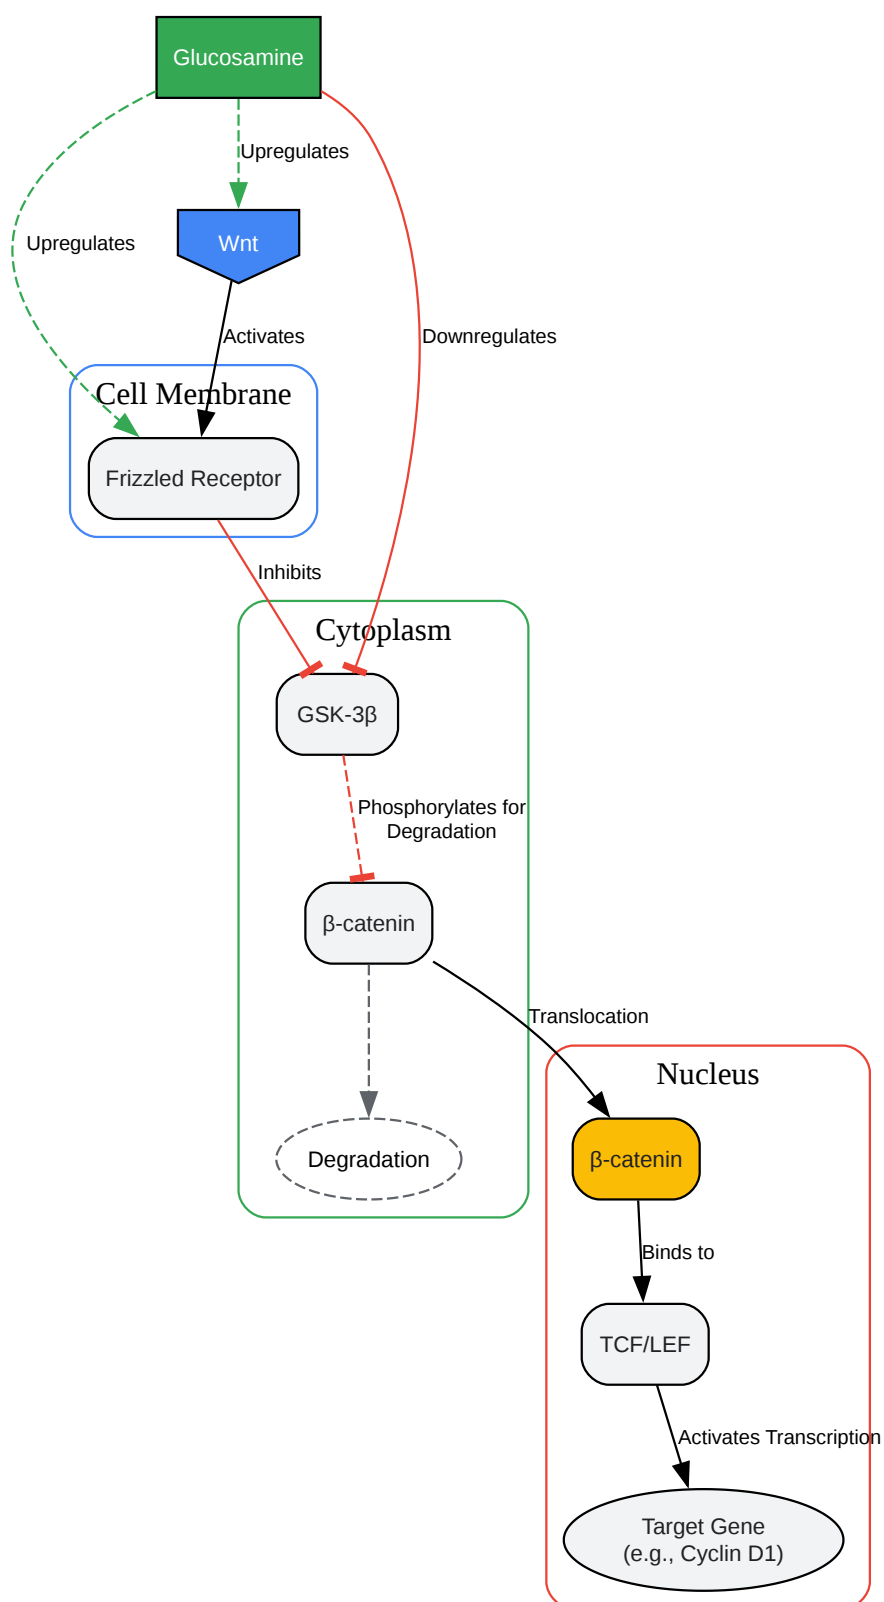 Glucosamine
Upregulates
Upregulates
Wnt
Activates
Downregulates
Cell Membrane
Frizzled Receptor
Inhibits
Cytoplasm
GSK-3β
Phosphorylates for
Degradation
β-catenin
Translocation
Nucleus
Degradation
β-catenin
Binds to
TCF/LEF
Activates Transcription
Target Gene
(e.g., Cyclin D1)